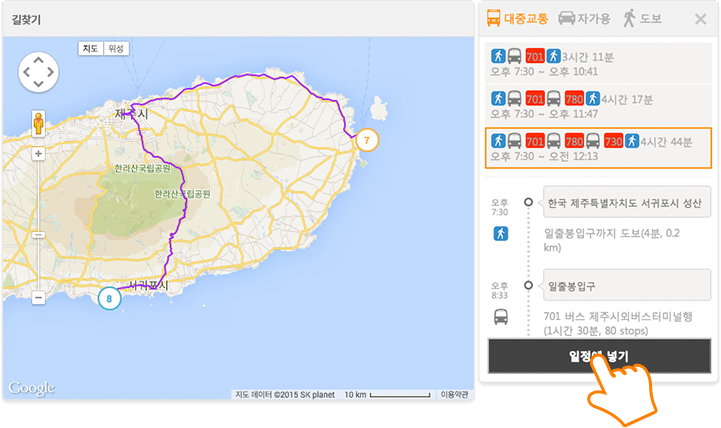 길찾기
지도 위성
제주시
7
한라산국립공원
한라산국립공원
서귀포시
8
Google
지도 데이터 ©2015 SK planet 10 km 이용약관
대중교통 자가용 도보
701 3시간 11분
오후 7:30 ~ 오후 10:41
701 780 4시간 17분
오후 7:30 ~ 오후 11:47
701 780 730 4시간 44분
오후 7:30 ~ 오전 12:13
오후
7:30
한국 제주특별자치도 서귀포시 성산
일출봉입구까지 도보(4분, 0.2
km)
오후
8:33
일출봉입구
701 버스 제주시외버스터미널행
(1시간 30분, 80 stops)
일정에 넣기